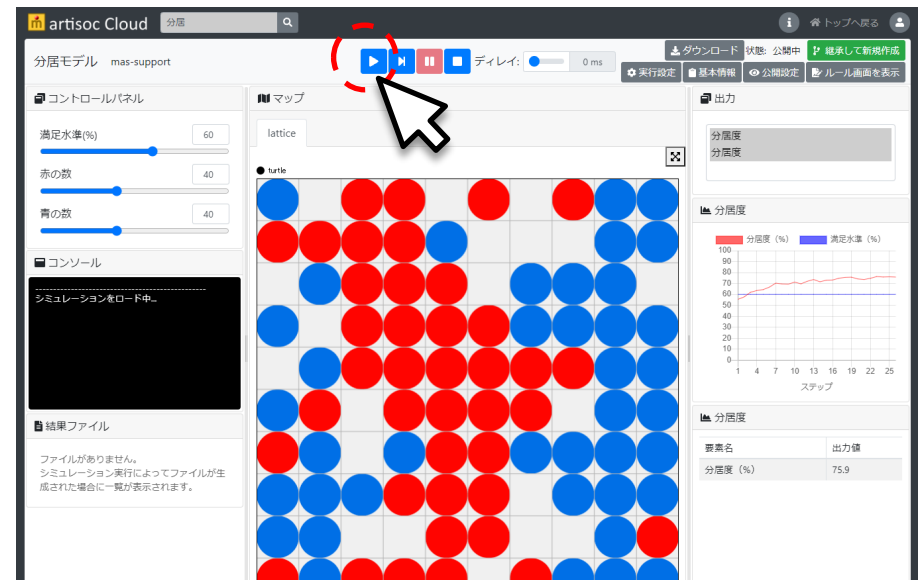 artisoc Cloud
分居
トップへ戻る
分居モデル mas-support
ディレイ:
0 ms
ダウンロード
状態: 公開中
継承して新規作成
実行設定
基本情報
公開設定
ルール画面を表示
コントロールパネル
満足水準(%)
60
赤の数
40
青の数
40
コンソール
シミュレーションをロード中...
結果ファイル
ファイルがありません。
シミュレーション実行によってファイルが生
成された場合に一覧が表示されます。
マップ
lattice
turtle
出力
分居度
分居度
分居度
分居度 (%) 満足水準 (%)
100
90
80
70
60
50
40
30
20
10
0
1 4 7 10 13 16 19 22 25
ステップ
分居度
要素名 出力値
分居度 (%) 75.9